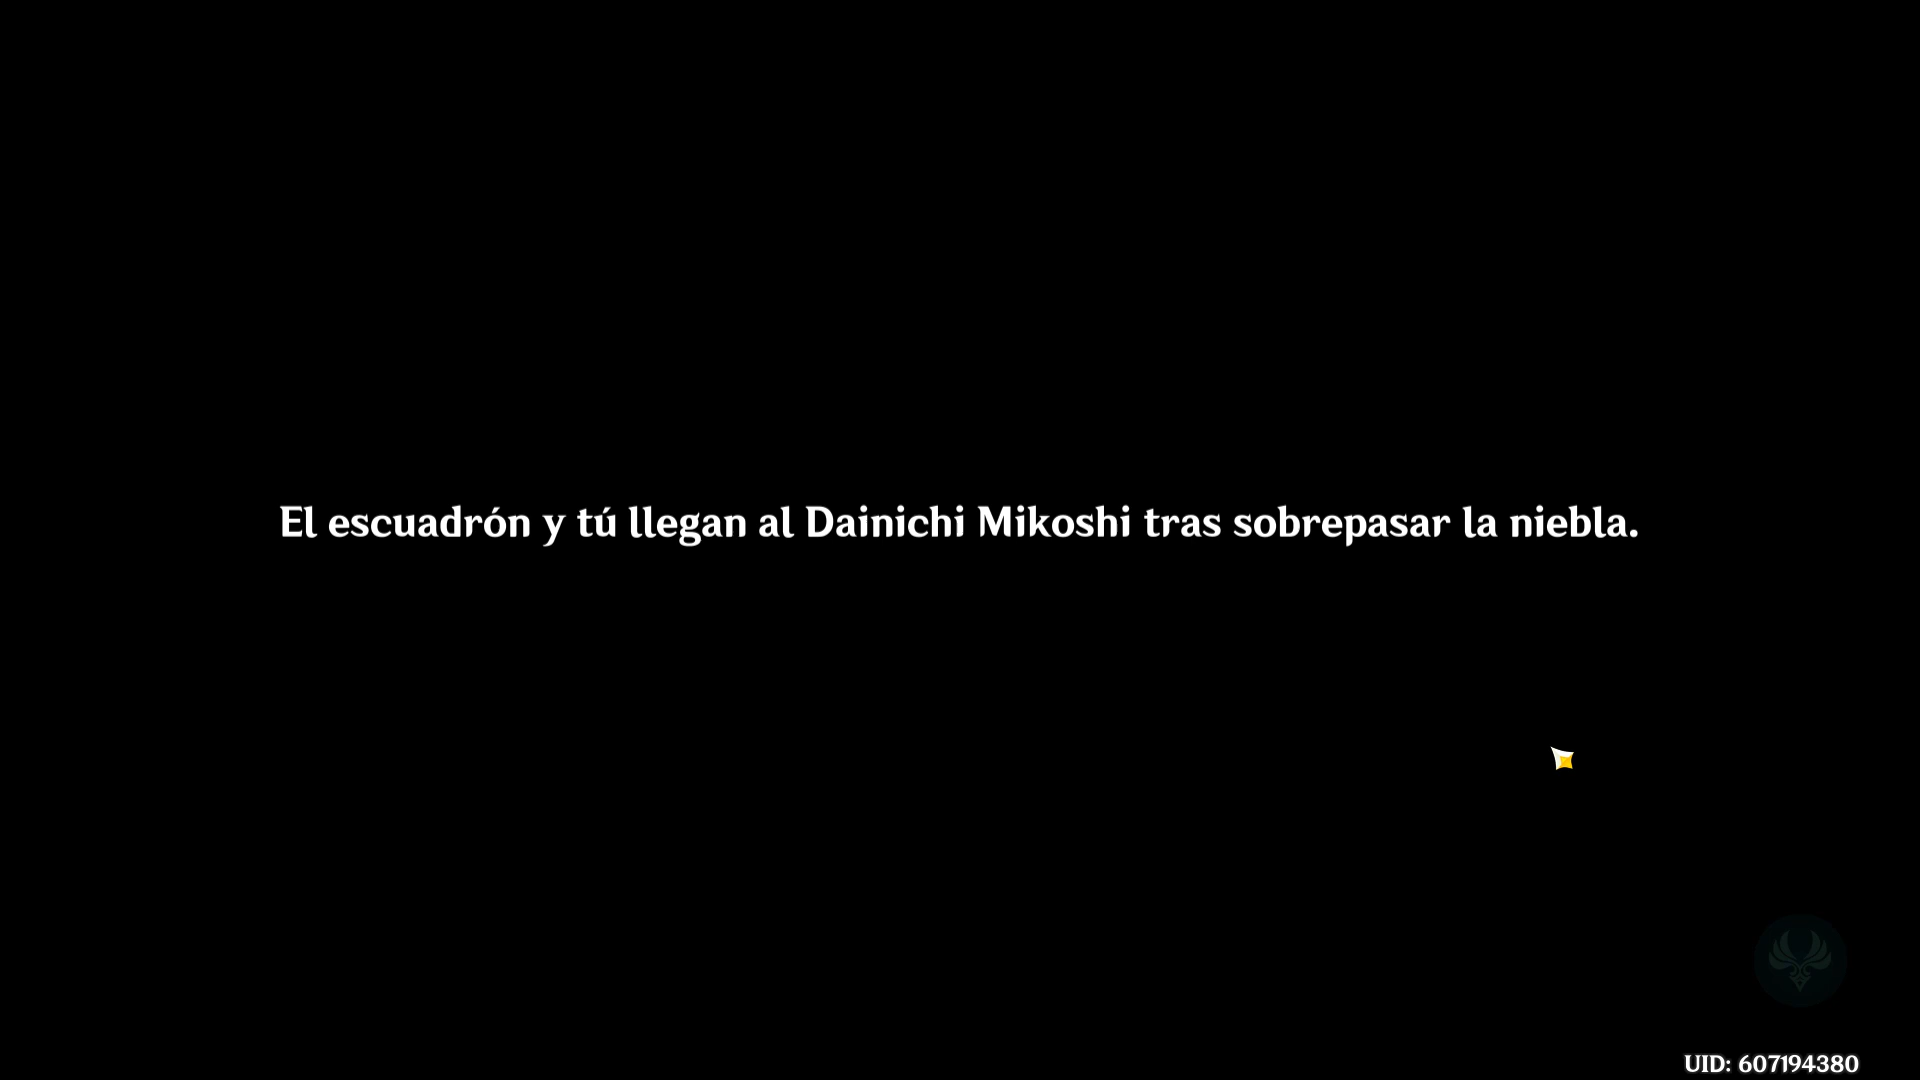 El escuadrón y tú llegan al Dainichi Mikoshi tras sobrepasar la niebla.
UID: 607194380